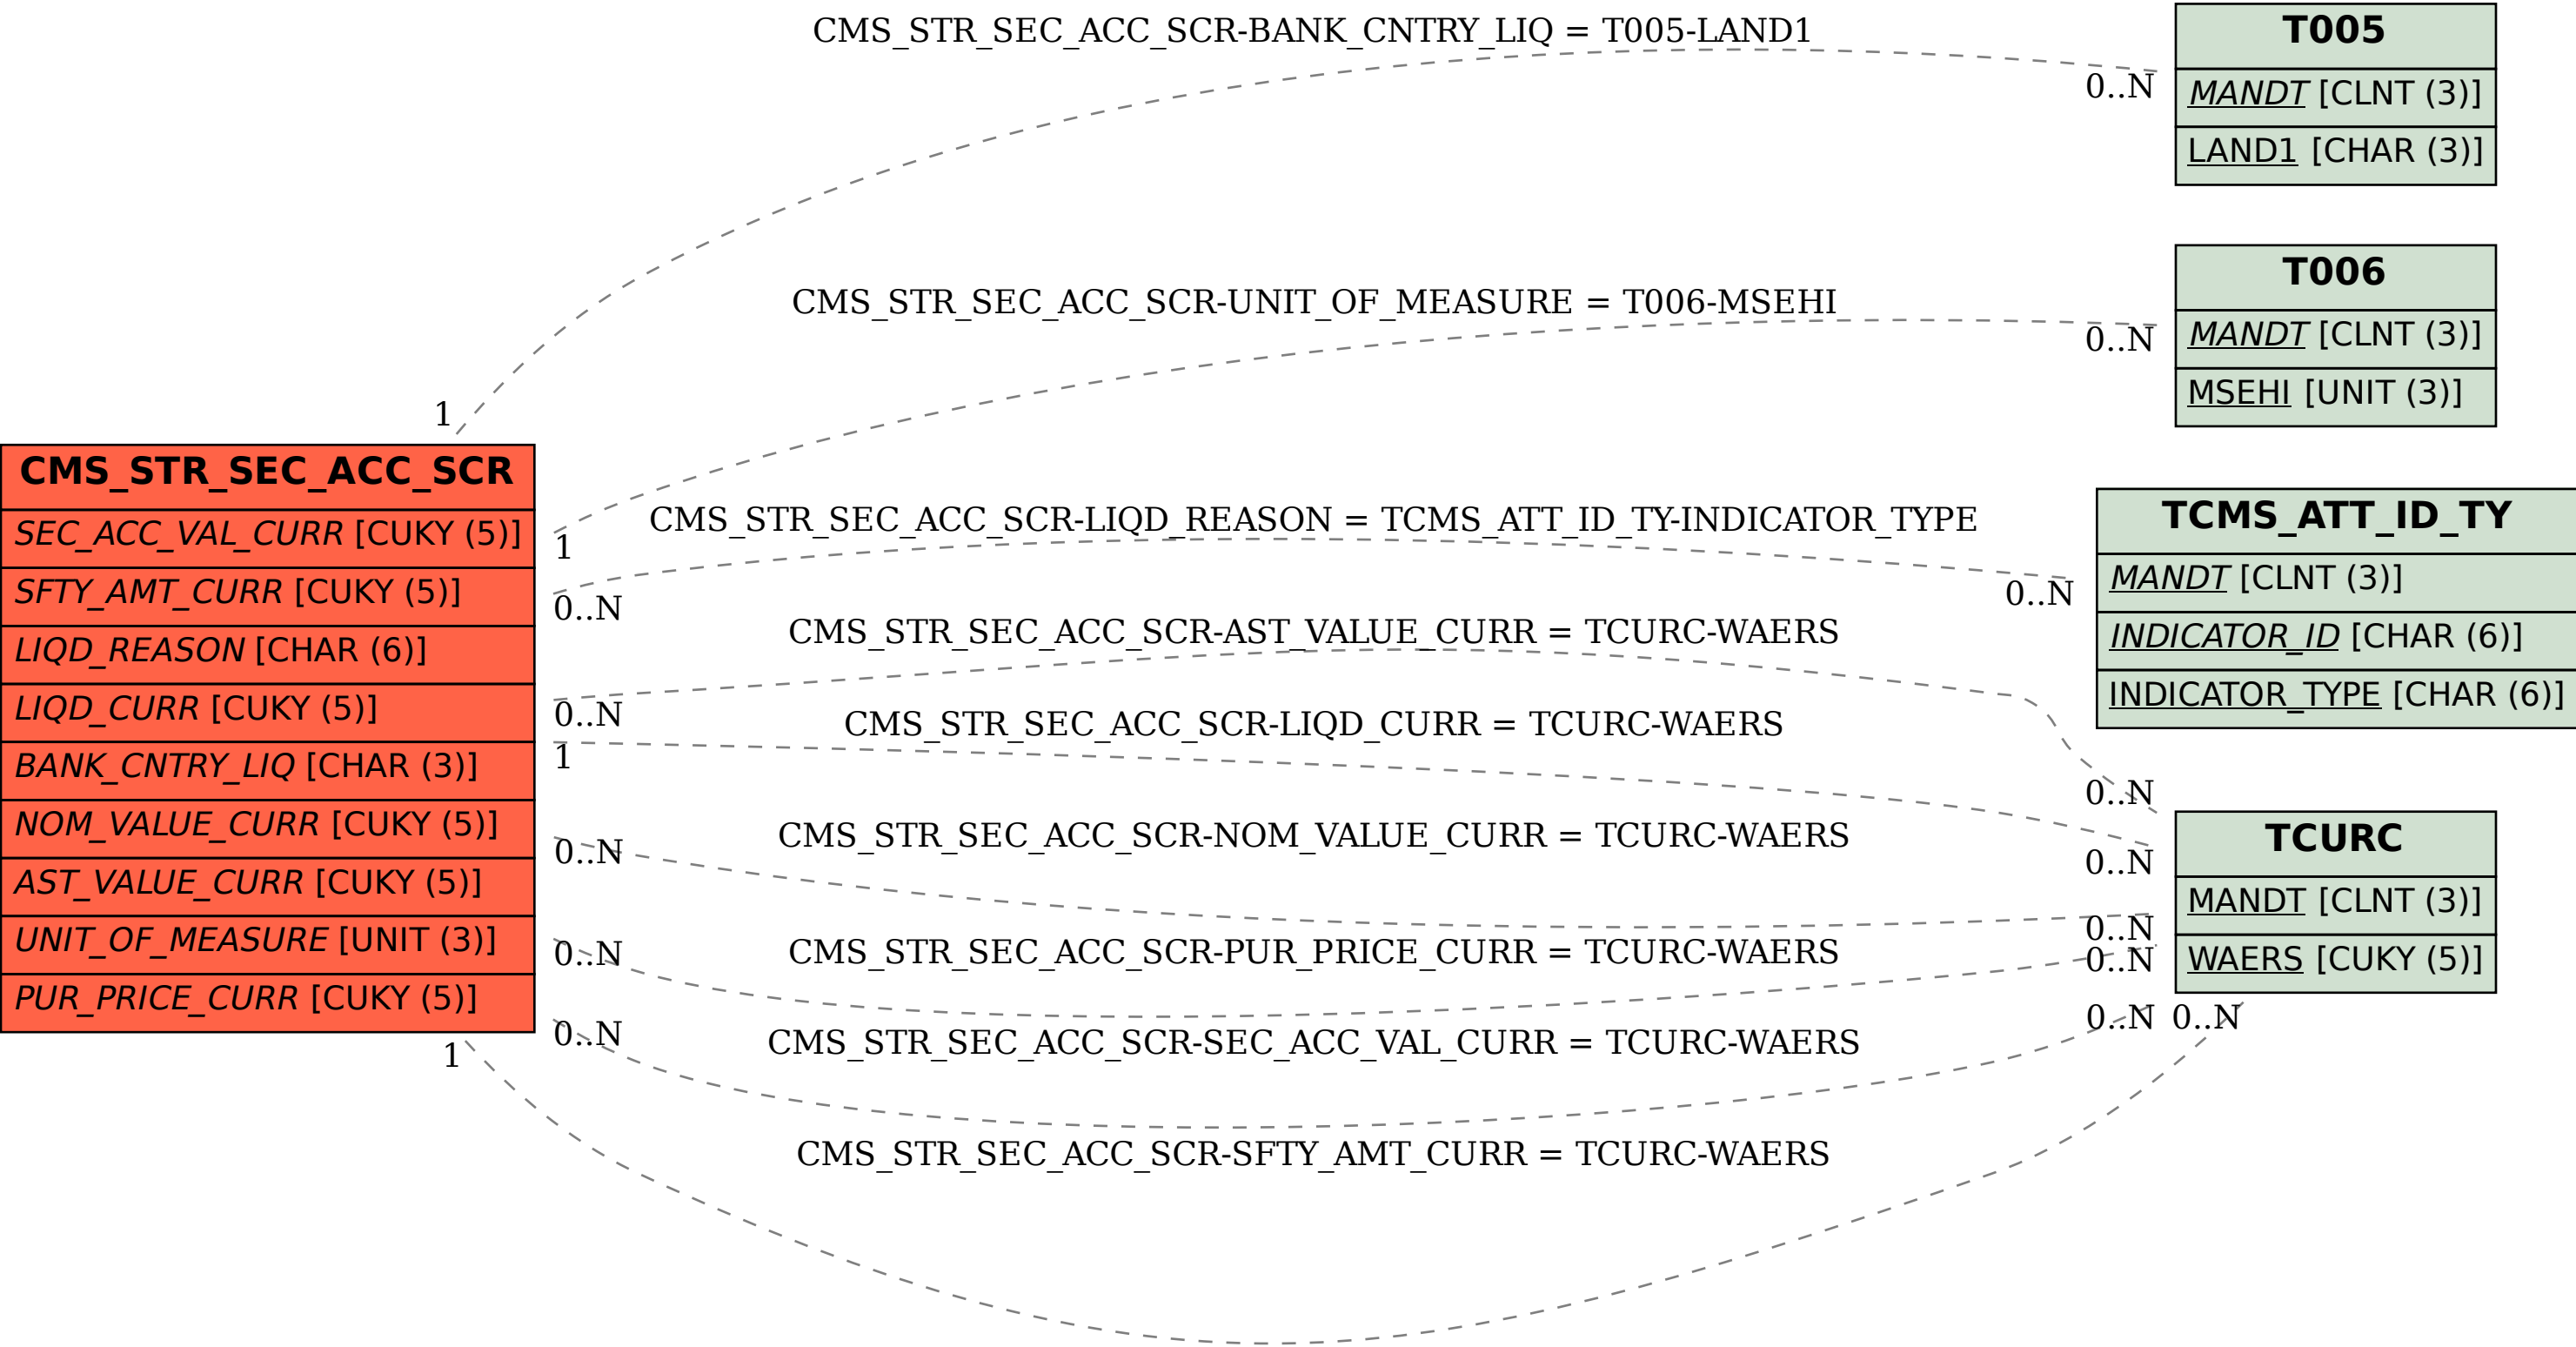 CMS_STR_SEC_ACC_SCR-BANK_CNTRY_LIQ = T005-LAND1
0..N
1
T005
MANDT [CLNT (3)]
LAND1 [CHAR (3)]
CMS_STR_SEC_ACC_SCR-UNIT_OF_MEASURE = T006-MSEHI
0..N
1
T006
MANDT [CLNT (3)]
MSEHI [UNIT (3)]
CMS_STR_SEC_ACC_SCR
SEC_ACC_VAL_CURR [CUKY (5)]
SFTY_AMT_CURR [CUKY (5)]
LIQD_REASON [CHAR (6)]
LIQD_CURR [CUKY (5)]
BANK_CNTRY_LIQ [CHAR (3)]
NOM_VALUE_CURR [CUKY (5)]
AST_VALUE_CURR [CUKY (5)]
UNIT_OF_MEASURE [UNIT (3)]
PUR_PRICE_CURR [CUKY (5)]
CMS_STR_SEC_ACC_SCR-LIQD_REASON = TCMS_ATT_ID_TY-INDICATOR_TYPE
0..N
0..N
TCMS_ATT_ID_TY
MANDT [CLNT (3)]
INDICATOR_ID [CHAR (6)]
INDICATOR_TYPE [CHAR (6)]
CMS_STR_SEC_ACC_SCR-AST_VALUE_CURR = TCURC-WAERS
0..N
0..N
CMS_STR_SEC_ACC_SCR-LIQD_CURR = TCURC-WAERS
1
0..N
CMS_STR_SEC_ACC_SCR-NOM_VALUE_CURR = TCURC-WAERS
0..N
0..N
CMS_STR_SEC_ACC_SCR-PUR_PRICE_CURR = TCURC-WAERS
0..N
0..N
CMS_STR_SEC_ACC_SCR-SEC_ACC_VAL_CURR = TCURC-WAERS
0..N
0..N
CMS_STR_SEC_ACC_SCR-SFTY_AMT_CURR = TCURC-WAERS
1
0..N
TCURC
MANDT [CLNT (3)]
WAERS [CUKY (5)]